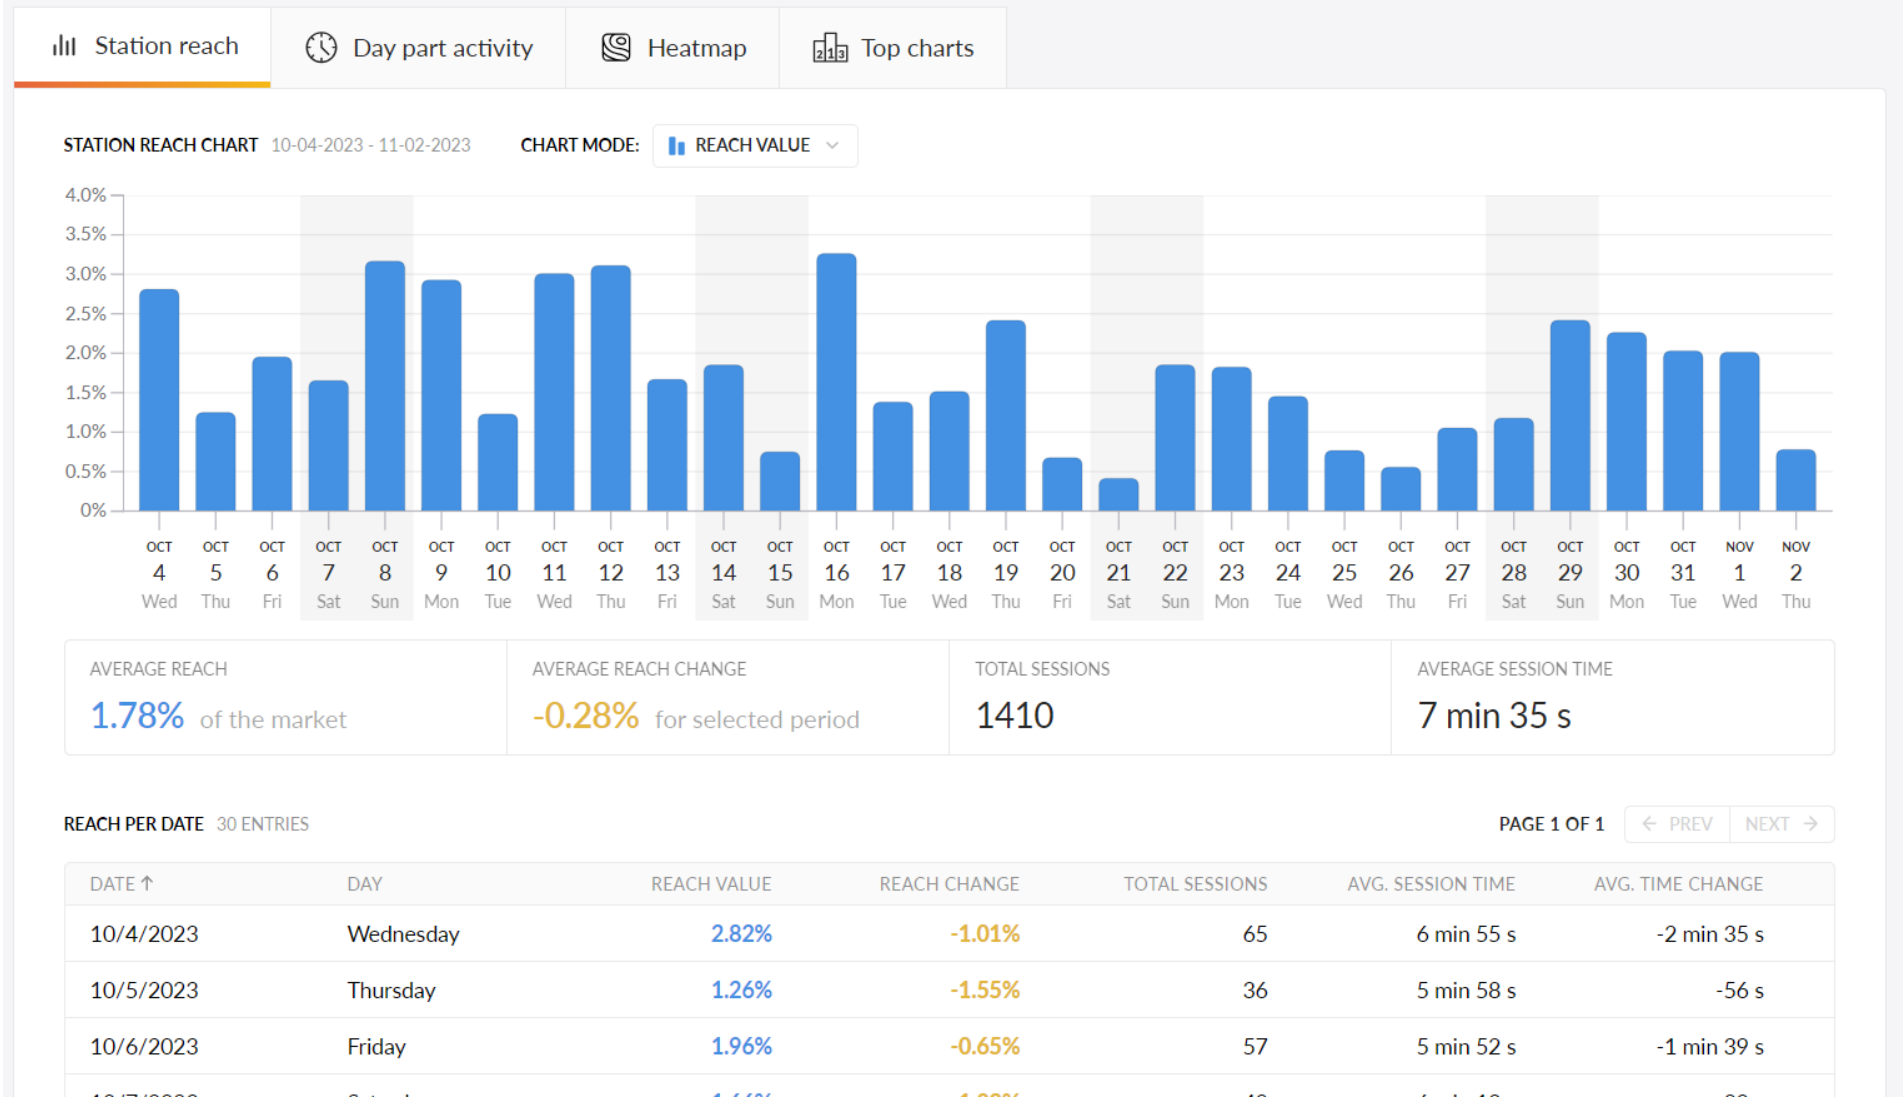 Station reach Day part activity Heatmap 213 Top charts
STATION REACH CHART 10-04-2023 - 11-02-2023 CHART MODE: REACH VALUE
4.0%
3.5%
3.0%
2.5%
2.0%
1.5%
1.0%
0.5%
0%
OCT OCT OCT OCT OCT OCT OCT OCT OCT OCT OCT OCT OCT OCT OCT OCT OCT OCT OCT OCT OCT OCT OCT OCT OCT OCT OCT OCT NOV NOV
4 5 6 7 8 9 10 11 12 13 14 15 16 17 18 19 20 21 22 23 24 25 26 27 28 29 30 31 1 2
Wed Thu Fri Sat Sun Mon Tue Wed Thu Fri Sat Sun Mon Tue Wed Thu Fri Sat Sun Mon Tue Wed Thu Fri Sat Sun Mon Tue Wed Thu
AVERAGE REACH AVERAGE REACH CHANGE TOTAL SESSIONS AVERAGE SESSION TIME
1.78% of the market -0.28% for selected period 1410 7 min 35 s
REACH PER DATE 30 ENTRIES PAGE 1 OF 1 ← PREV NEXT →
DATE ↑ DAY REACH VALUE REACH CHANGE TOTAL SESSIONS AVG. SESSION TIME AVG. TIME CHANGE
10/4/2023 Wednesday 2.82% -1.01% 65 6 min 55 s -2 min 35 s
10/5/2023 Thursday 1.26% -1.55% 36 5 min 58 s -56 s
10/6/2023 Friday 1.96% -0.65% 57 5 min 52 s -1 min 39 s